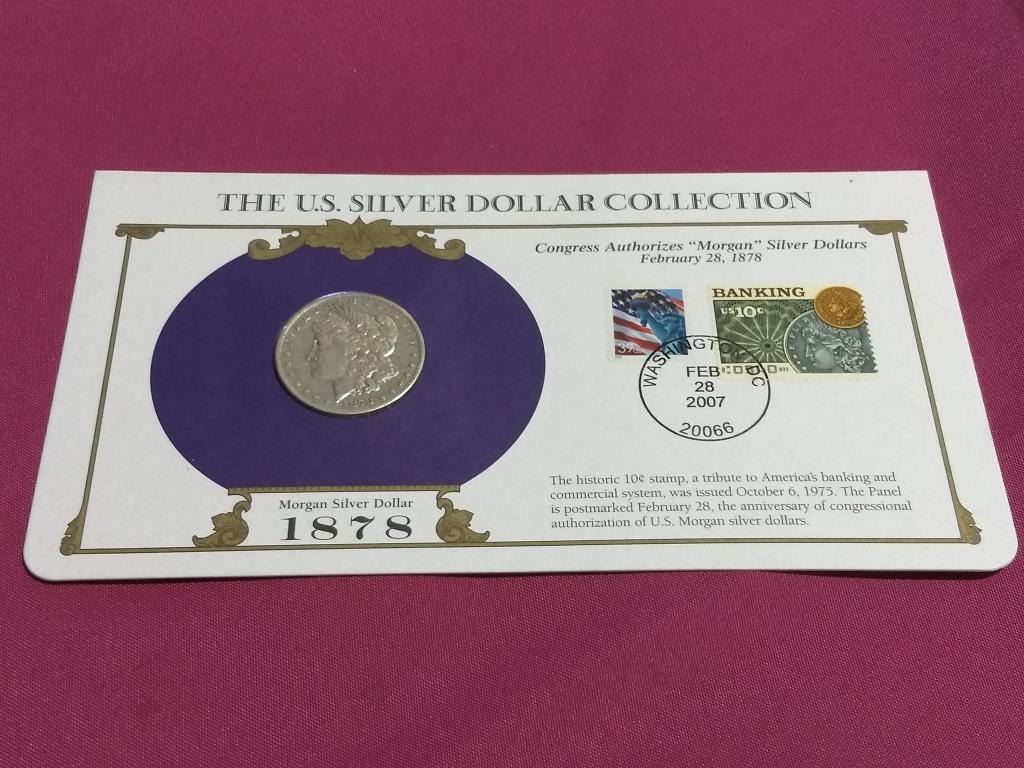 THE U.S. SILVER DOLLAR COLLECTION
Congress Authorizes “Morgan” Silver Dollars
February 28, 1878
BANKING
US 10c
WASHINGTON, DC
FEB
28
2007
20066
Morgan Silver Dollar
1878
The historic 10¢ stamp, a tribute to America's banking and
commercial system, was issued October 6, 1975. The Panel
is postmarked February 28, the anniversary of congressional
authorization of U.S. Morgan silver dollars.